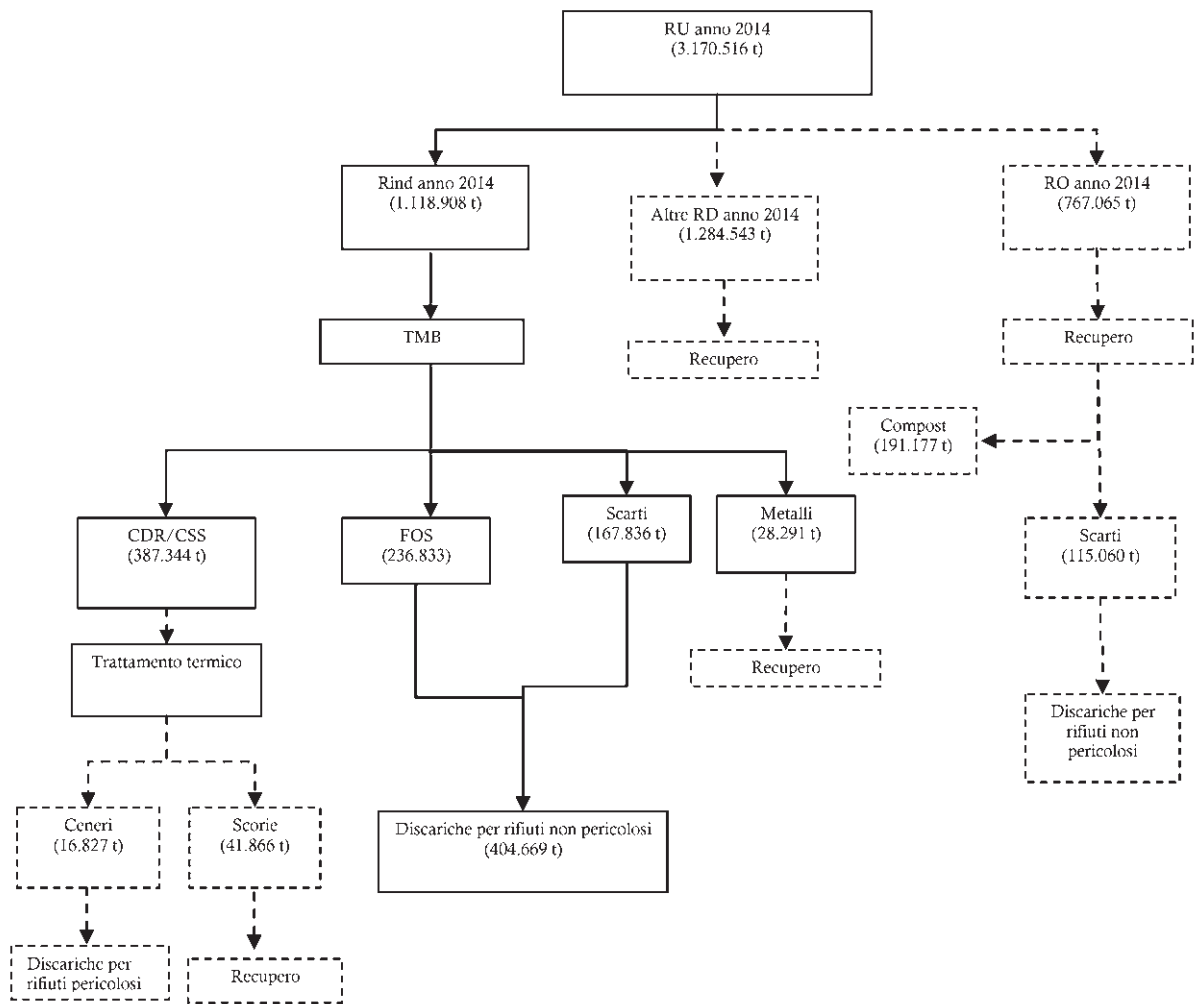 RU anno 2014
(3.170.516 t)
Rind anno 2014
(1.118.908 t)
Altre RD anno 2014
(1.284.543 t)
RO anno 2014
(767.065 t)
TMB
Recupero
Recupero
Compost
(191.177 t)
CDR/CSS
(387.344 t)
FOS
(236.833)
Scarti
(167.836 t)
Metalli
(28.291 t)
Scarti
(115.060 t)
Trattamento termico
Recupero
Discariche per
rifiuti non
pericolosi
Ceneri
(16.827 t)
Scorie
(41.866 t)
Discariche per rifiuti non pericolosi
(404.669 t)
Discariche per
rifiuti pericolosi
Recupero